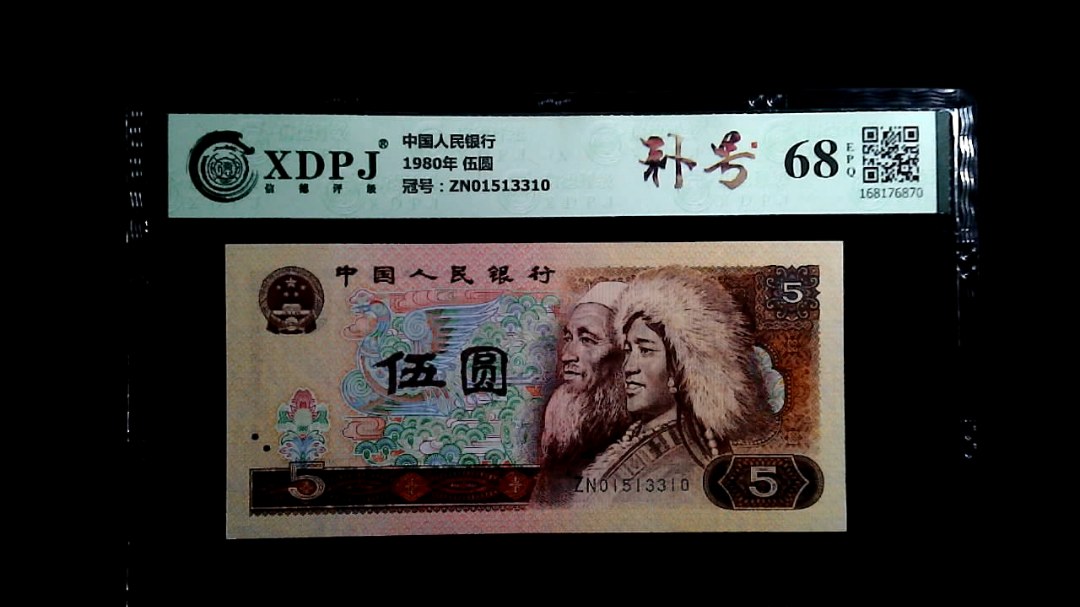 XDPJ®
信德评级
中国人民银行
1980年 伍圆
冠号：ZN01513310
补号
68
EPQ
168176870
中国人民银行
5
伍圆
5
ZN01513310
5